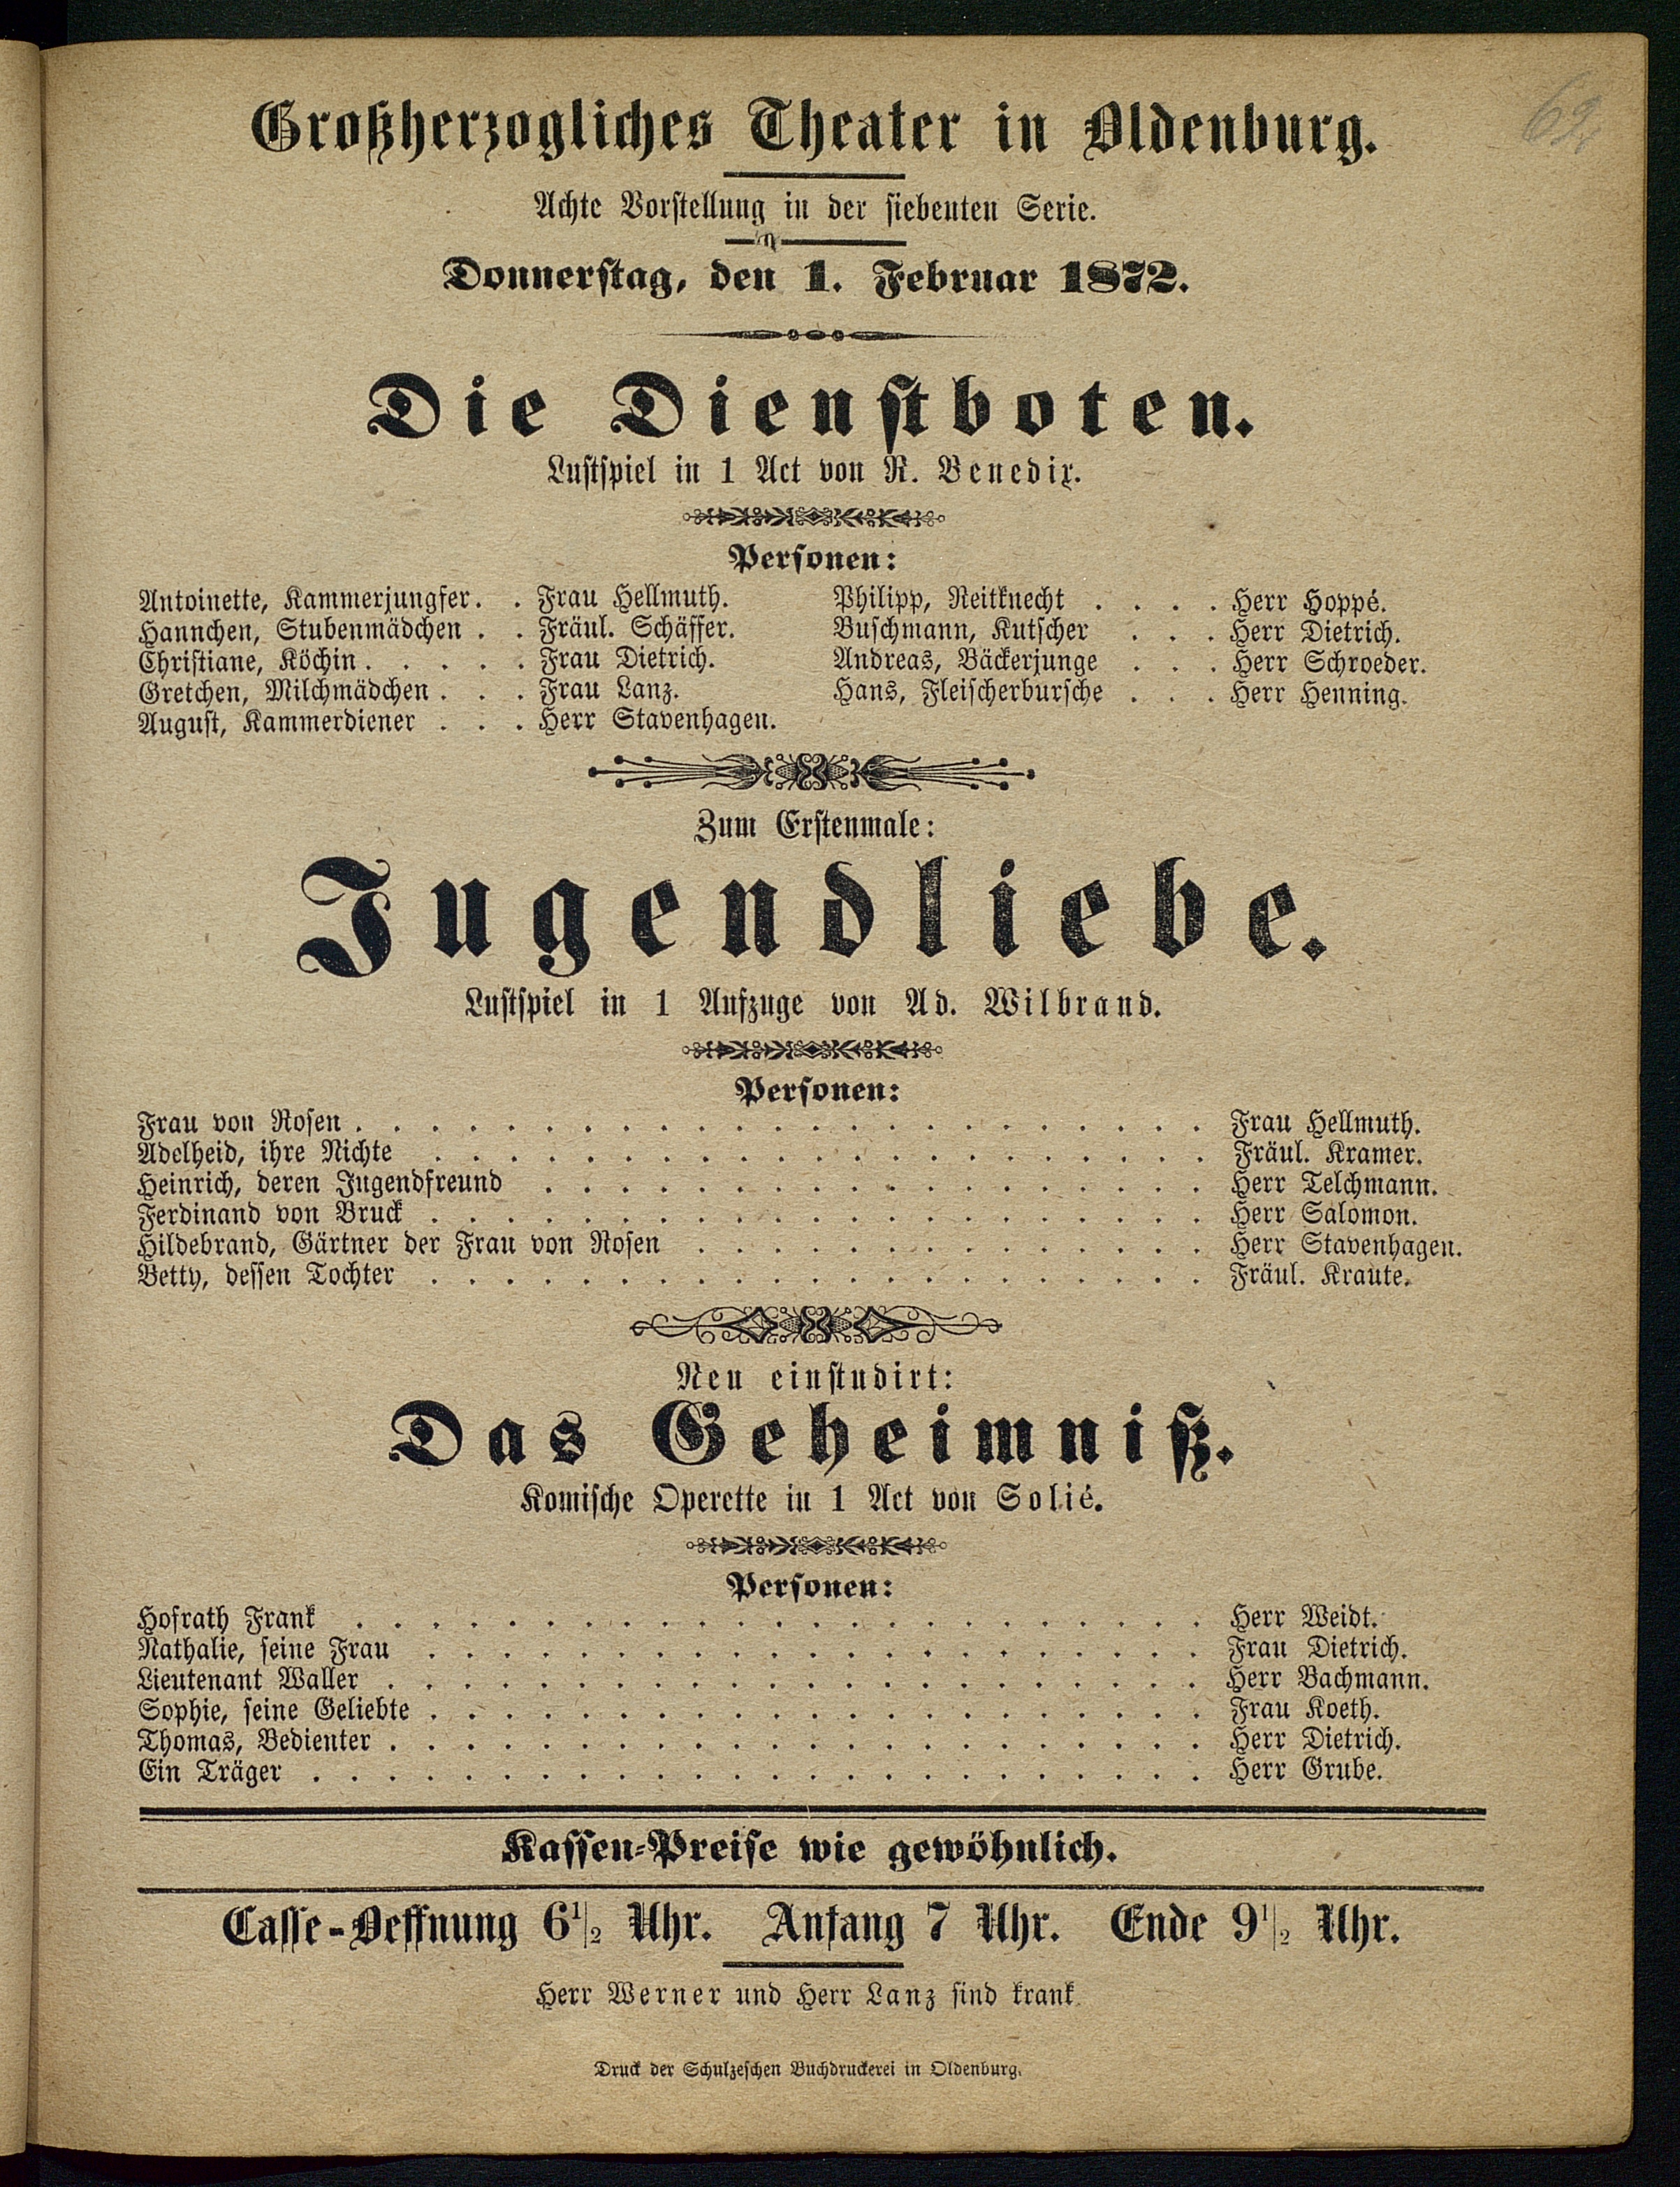 Großherzogliches Theater in Oldenburg.
69.
Achte Vorstellung in der siebenten Serie.
Donnerstag, den 1. Februar 1872.
Die Dienstboten.
Lustspiel in 1 Act von R. Benedix.
Personen:
Antoinette, Kammerjungfer. . Frau Hellmuth.
Hannchen, Stubenmädchen . . Fräul. Schäffer.
Christiane, Köchin. . . . . Frau Dietrich.
Gretchen, Milchmädchen . . . Frau Lanz.
August, Kammerdiener . . . Herr Stavenhagen.
Philipp, Reitknecht . . . . Herr Hoppé.
Buschmann, Kutscher . . . Herr Dietrich.
Andreas, Bäckerjunge . . . Herr Schroeder.
Hans, Fleischerbursche . . . Herr Henning.
Zum Erstenmale:
Jugendliebe.
Lustspiel in 1 Aufzuge von Ad. Wilbrand.
Personen:
Frau von Rosen . . . . . . . . . . . . . . . . . . . . . . . Frau Hellmuth.
Adelheid, ihre Nichte . . . . . . . . . . . . . . . . . . . . . Fräul. Kramer.
Heinrich, deren Jugendfreund . . . . . . . . . . . . . . . . . . Herr Telchmann.
Ferdinand von Bruck . . . . . . . . . . . . . . . . . . . . . Herr Salomon.
Hildebrand, Gärtner der Frau von Rosen . . . . . . . . . . . . . . Herr Stavenhagen.
Betty, dessen Tochter . . . . . . . . . . . . . . . . . . . . . Fräul. Kraute.
Neu einstudirt:
Das Geheimniß.
Komische Operette in 1 Act von Solié.
Personen:
Hofrath Frank . . . . . . . . . . . . . . . . . . . . . . . Herr Weidt.
Nathalie, seine Frau . . . . . . . . . . . . . . . . . . . . . Frau Dietrich.
Lieutenant Waller . . . . . . . . . . . . . . . . . . . . . . Herr Bachmann.
Sophie, seine Geliebte . . . . . . . . . . . . . . . . . . . . . Frau Koeth.
Thomas, Bedienter . . . . . . . . . . . . . . . . . . . . . . Herr Dietrich.
Ein Träger . . . . . . . . . . . . . . . . . . . . . . . . Herr Grube.
Kassen-Preise wie gewöhnlich.
Casse-Oeffnung 6 1/2 Uhr. Anfang 7 Uhr. Ende 9 1/2 Uhr.
Herr Werner und Herr Lanz sind krank.
Druck der Schulzeschen Buchdruckerei in Oldenburg.